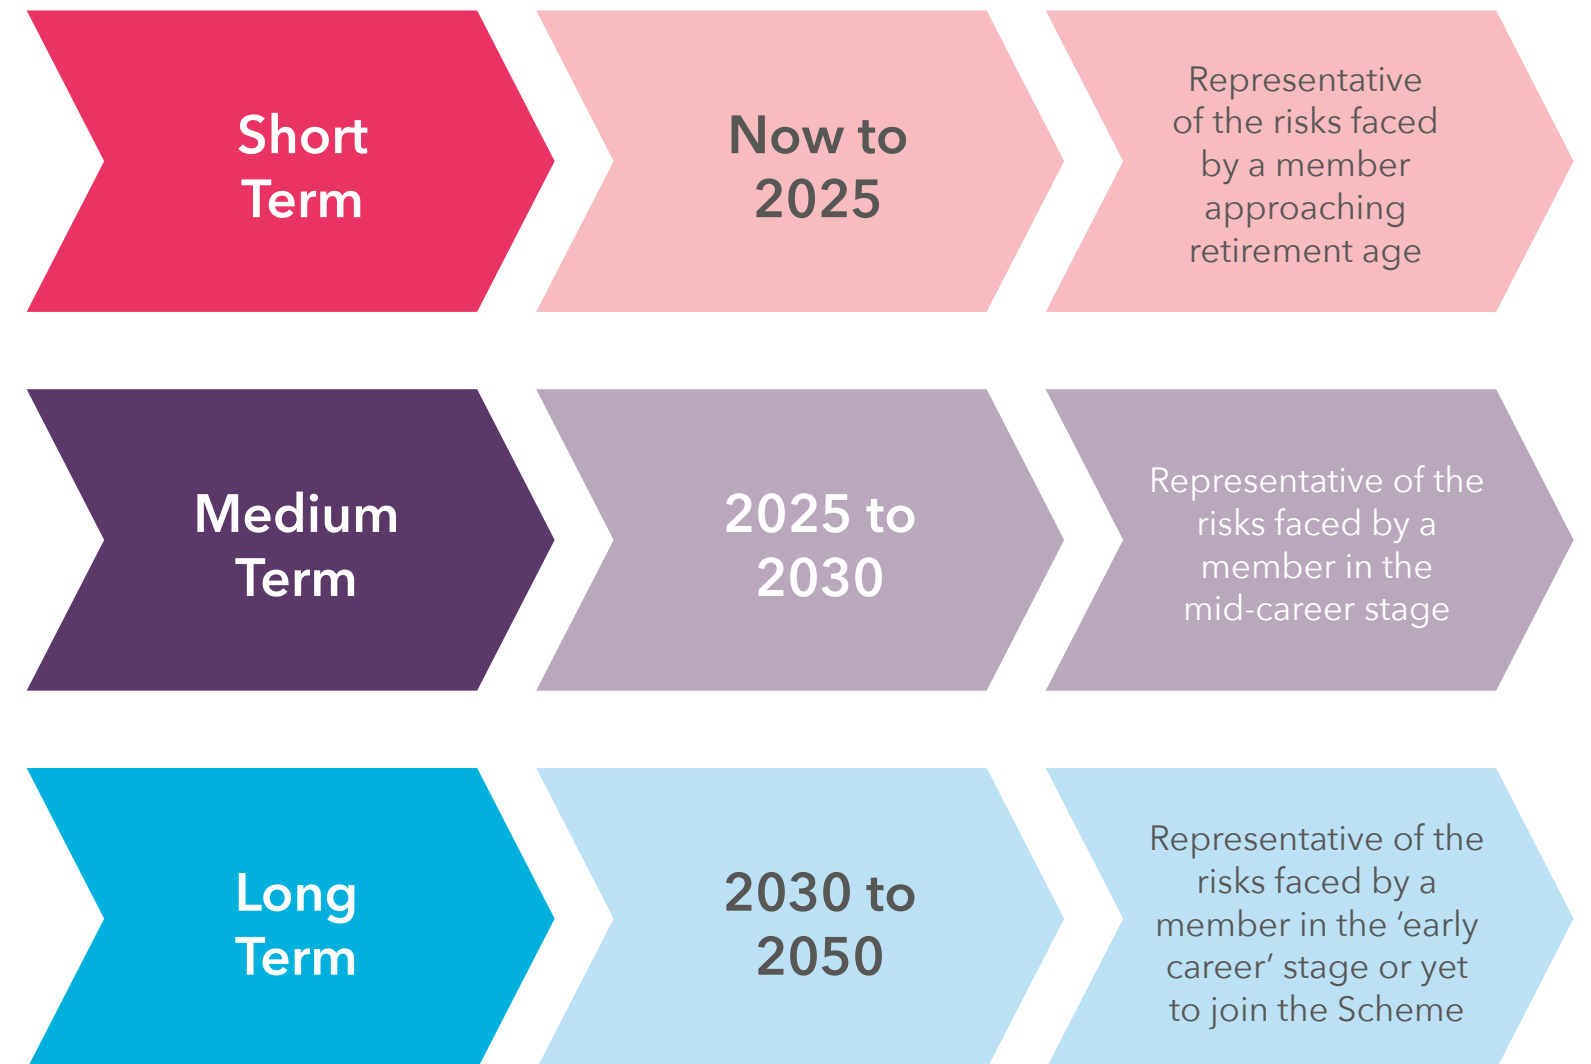 Short
Term
Now to
2025
Representative
of the risks faced
by a member
approaching
retirement age
Medium
Term
2025 to
2030
Representative of the
risks faced by a
member in the
mid-career stage
Long
Term
2030 to
2050
Representative of the
risks faced by a
member in the ‘early
career’ stage or yet
to join the Scheme